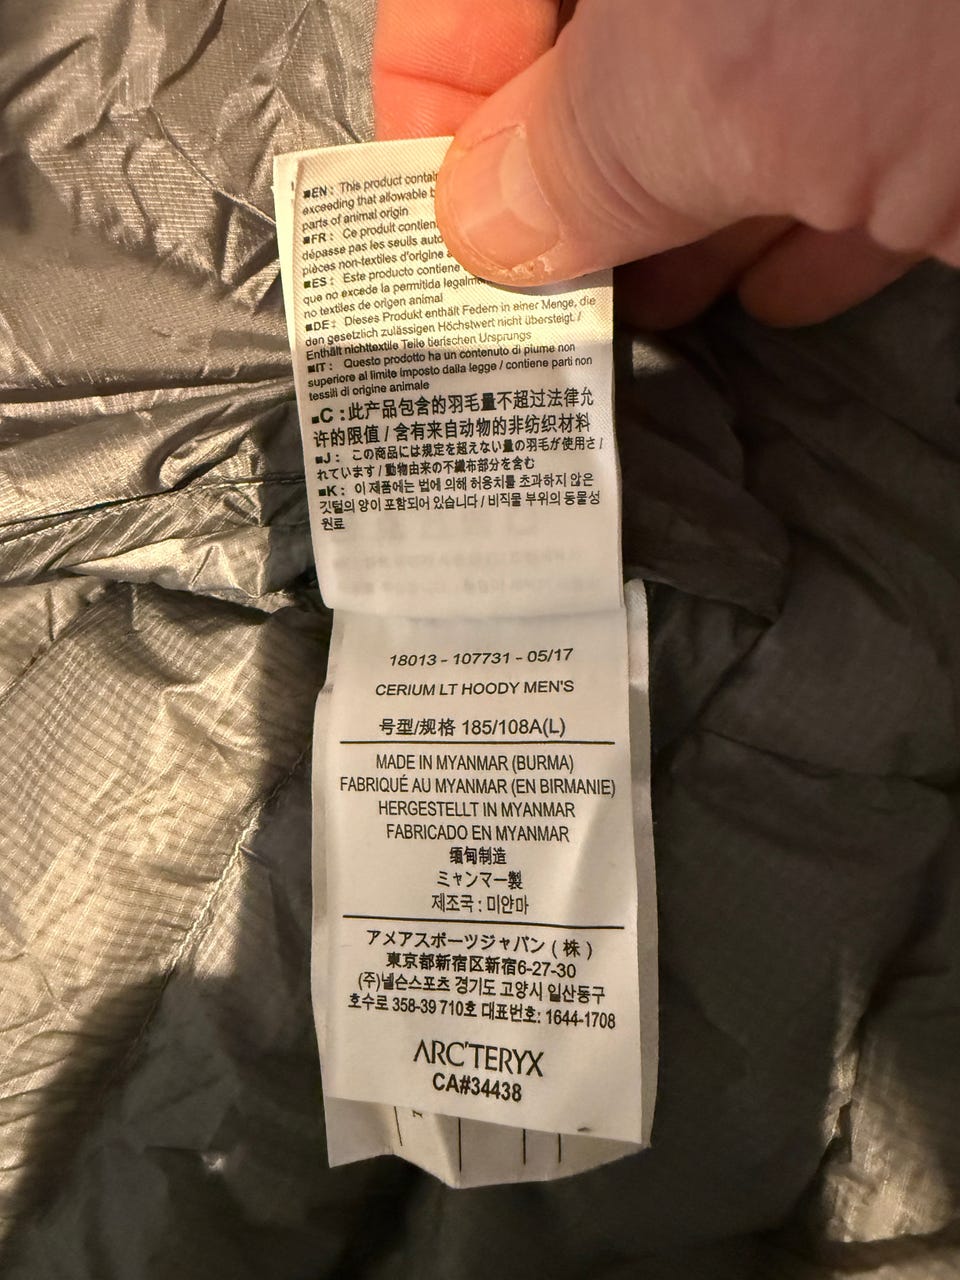 ■EN : This product contai
exceeding that allowable b
parts of animal origin
■FR : Ce produit contien
dépasse pas les seuils auto
pièces non-textiles d'origine
■ES : Este producto contiene
que no excede la permitida legalm
no textiles de origen animal
■DE : Dieses Produkt enthält Federn in einer Menge, die
den gesetzlich zulässigen Höchstwert nicht übersteigt. /
Enthält nichttextile Teile tierischen Ursprungs
■IT : Questo prodotto ha un contenuto di piume non
superiore al limite imposto dalla legge / contiene parti non
tessili di origine animale
■C : 此产品包含的羽毛量不超过法律允
许的限值 / 含有来自动物的非纺织材料
■J : この商品には規定を超えない量の羽毛が使用さ /
れています / 動物由来の不織布部分を含む
■K : 이 제품에는 법에 의해 허용치를 초과하지 않은
깃털의 양이 포함되어 있습니다 / 비직물 부위의 동물성
원료
18013 - 107731 - 05/17
CERIUM LT HOODY MEN'S
号型/规格 185/108A(L)
MADE IN MYANMAR (BURMA)
FABRIQUÉ AU MYANMAR (EN BIRMANIE)
HERGESTELLT IN MYANMAR
FABRICADO EN MYANMAR
缅甸制造
ミャンマー製
제조국 : 미얀마
アメアスポーツジャパン ( 株 )
東京都新宿区新宿6-27-30
(주)넬슨스포츠 경기도 고양시 일산동구
호수로 358-39 710호 대표번호: 1644-1708
ARC'TERYX
CA#34438